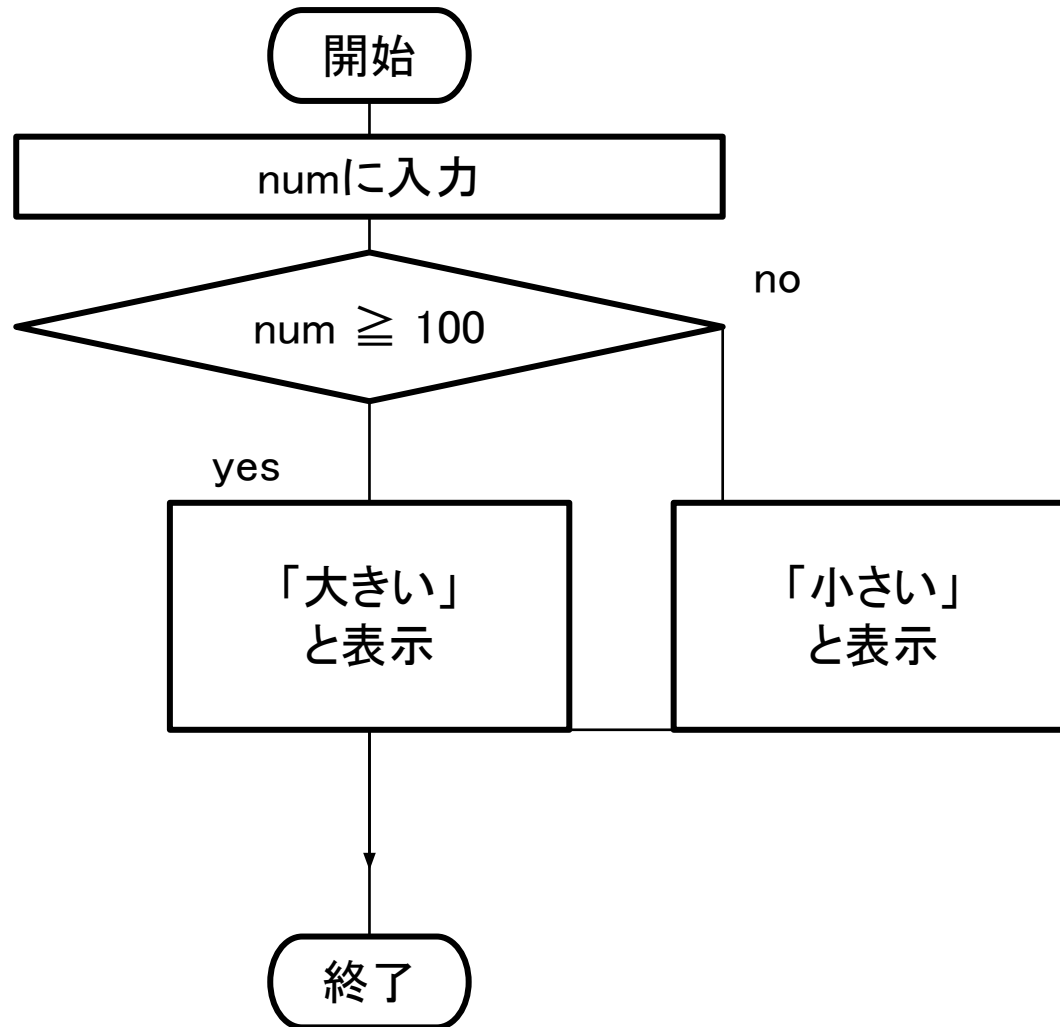 開始
numに入力
no
num ≧ 100
yes
「大きい」
と表示
「小さい」
と表示
終了